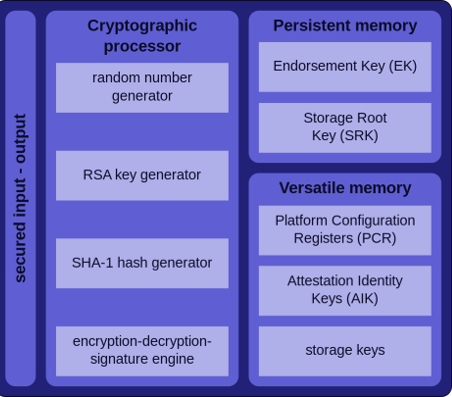 secured input - output
Cryptographic
processor
random number
generator
RSA key generator
SHA-1 hash generator
encryption-decryption-
signature engine
Persistent memory
Endorsement Key (EK)
Storage Root
Key (SRK)
Versatile memory
Platform Configuration
Registers (PCR)
Attestation Identity
Keys (AIK)
storage keys